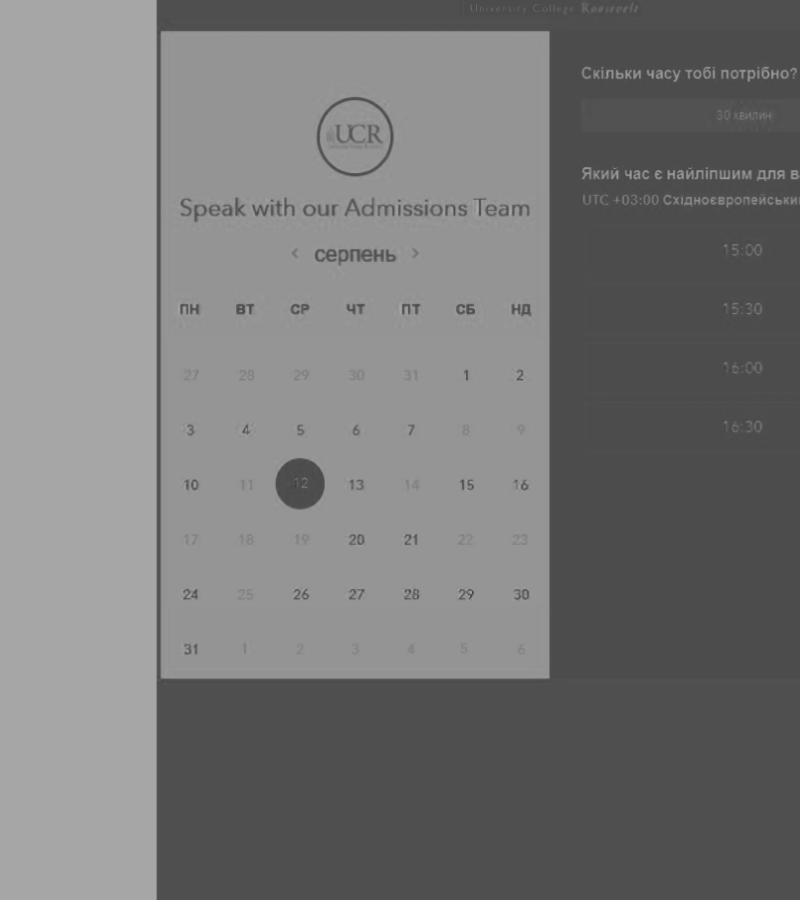 University College Roosevelt
UCR
Speak with our Admissions Team
< серпень >
ПН ВТ СР ЧТ ПТ СБ НД
27 28 29 30 31 1 2
3 4 5 6 7 8 9
10 11 12 13 14 15 16
17 18 19 20 21 22 23
24 25 26 27 28 29 30
31 1 2 3 4 5 6
Скільки часу тобі потрібно?
30 хвилин
Який час є найліпшим для в
UTC +03:00 Східноєвропейськи
15:00
15:30
16:00
16:30